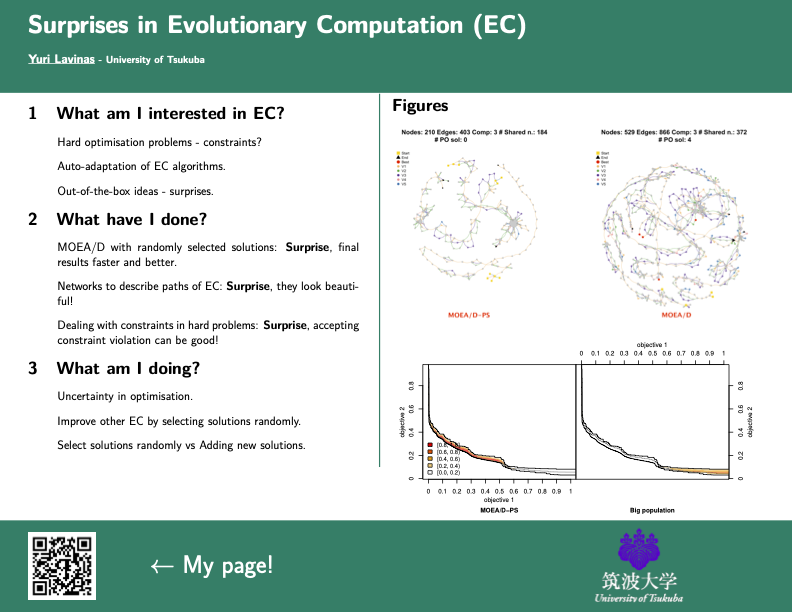 Surprises in Evolutionary Computation (EC)
Yuri Lavinas - University of Tsukuba
1 What am I interested in EC?
Hard optimisation problems - constraints?
Auto-adaptation of EC algorithms.
Out-of-the-box ideas - surprises.
2 What have I done?
MOEA/D with randomly selected solutions: Surprise, final
results faster and better.
Networks to describe paths of EC: Surprise, they look beauti-
ful!
Dealing with constraints in hard problems: Surprise, accepting
constraint violation can be good!
3 What am I doing?
Uncertainty in optimisation.
Improve other EC by selecting solutions randomly.
Select solutions randomly vs Adding new solutions.
Figures
Nodes: 210 Edges: 403 Comp: 3 # Shared n.: 184
# PO sol: 0
Start
End
Best
V1
V2
V3
V4
V5
MOEA/D-PS
Nodes: 529 Edges: 866 Comp: 3 # Shared n.: 372
# PO sol: 4
Start
End
Best
V1
V2
V3
V4
V5
MOEA/D
objective 2
0 0.2 0.4 0.6 0.8
[0.6, 0.8)
[0.4, 0.6)
[0.2, 0.4)
[0.0, 0.2)
0 0.1 0.2 0.3 0.4 0.5 0.6 0.7 0.8 0.9 1
objective 1
MOEA/D-PS
objective 1
0 0.1 0.2 0.3 0.4 0.5 0.6 0.7 0.8 0.9 1
0 0.2 0.4 0.6 0.8
objective 2
Big population
← My page!
筑波大学
University of Tsukuba